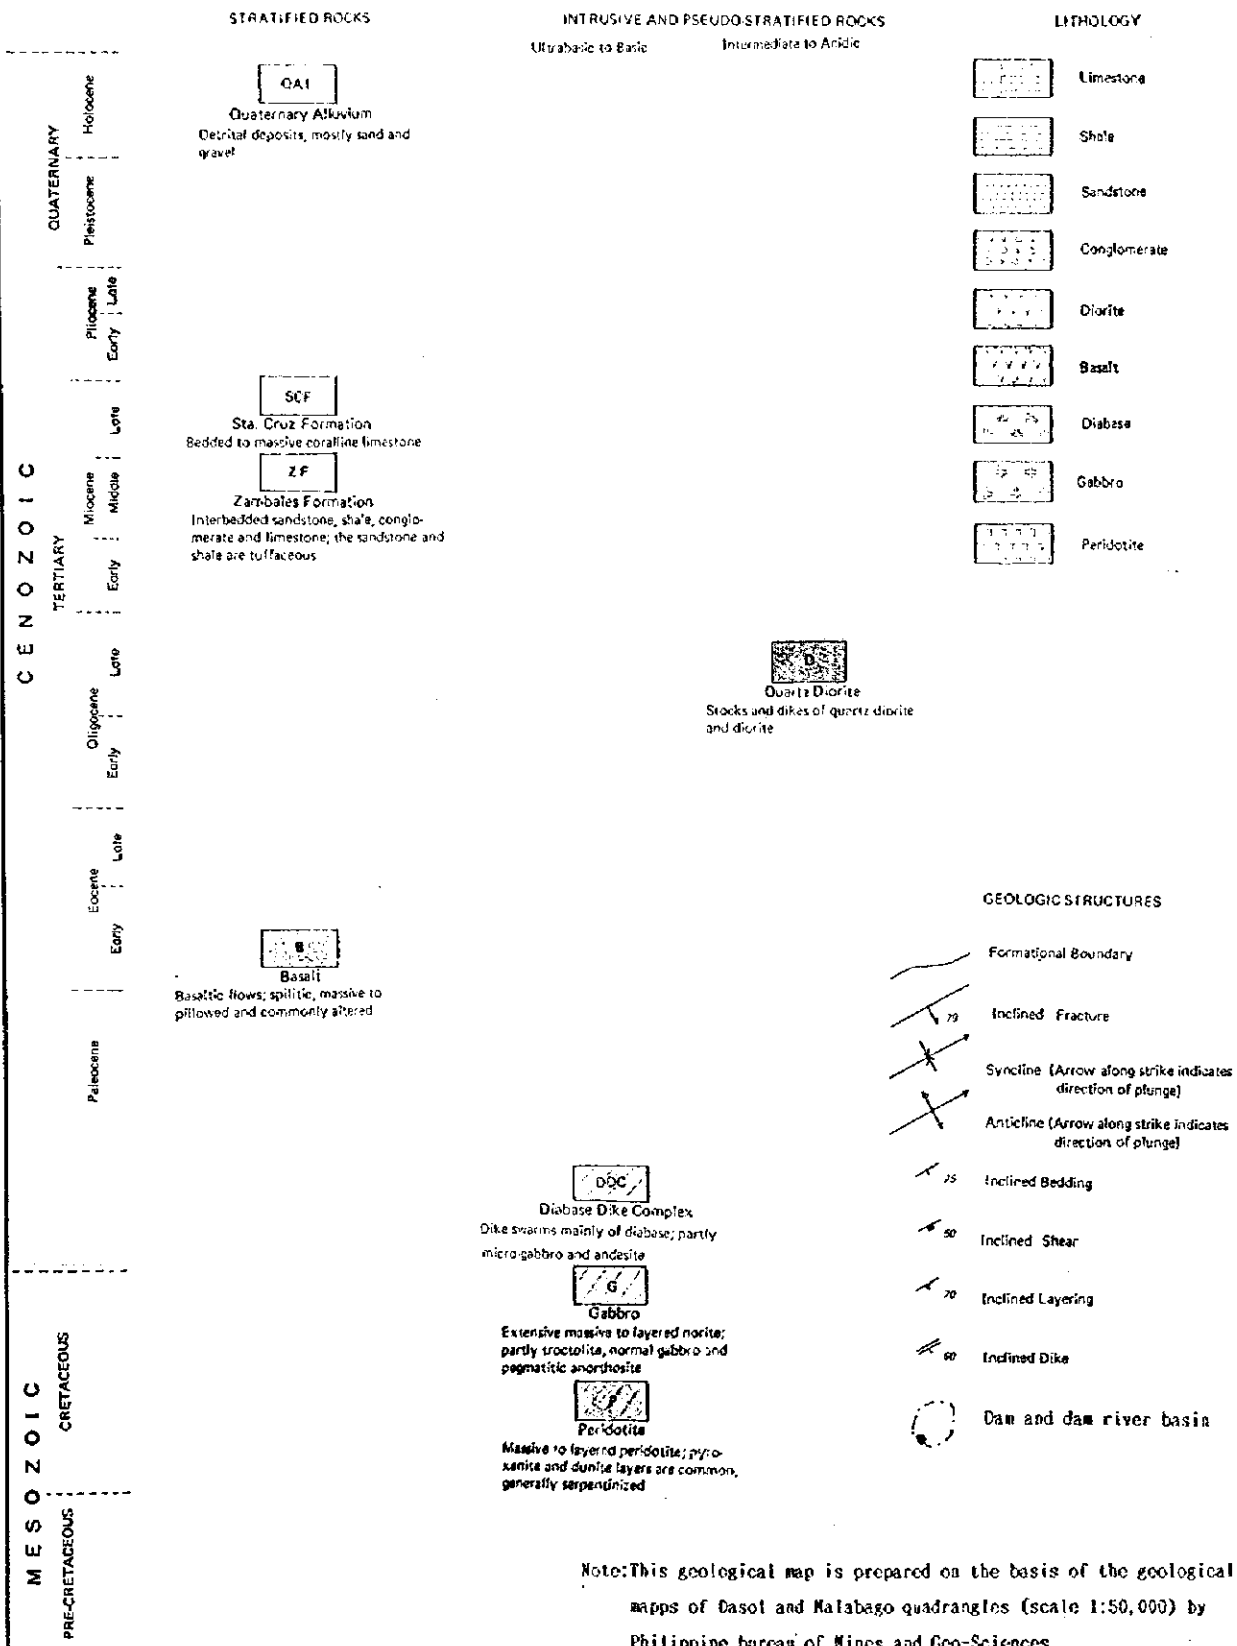 STRATIFIED ROCKS
INTRUSIVE AND PSEUDO-STRATIFIED ROCKS
Ultrabasic to Basic
Intermediate to Acidic
LITHOLOGY
CENOZOIC
QUATERNARY
Holocene
Pleistocene
TERTIARY
Pliocene
Late
Early
Miocene
Late
Middle
Early
Oligocene
Late
Early
Eocene
Late
Early
Paleocene
MESOZOIC
CRETACEOUS
PRE-CRETACEOUS
QA1
Quaternary Alluvium
Detrital deposits, mostly sand and
gravel
SCF
Sta. Cruz Formation
Bedded to massive coralline limestone
ZF
Zambales Formation
Interbedded sandstone, shale, conglo-
merate and limestone; the sandstone and
shale are tuffaceous
B
Basalt
Basaltic flows; spilitic, massive to
pillowed and commonly altered
D
Quartz Diorite
Stocks and dikes of quartz diorite
and diorite
DDC
Diabase Dike Complex
Dike swarms mainly of diabase; partly
micro-gabbro and andesite
G
Gabbro
Extensive massive to layered norite;
partly troctolite, normal gabbro and
pegmatitic anorthosite
P
Peridotite
Massive to layered peridotite; pyro-
xenite and dunite layers are common,
generally serpentinized
Limestone
Shale
Sandstone
Conglomerate
Diorite
Basalt
Diabase
Gabbro
Peridotite
GEOLOGIC STRUCTURES
Formational Boundary
70 Inclined Fracture
Syncline (Arrow along strike indicates
direction of plunge)
Anticline (Arrow along strike indicates
direction of plunge)
25 Inclined Bedding
50 Inclined Shear
70 Inclined Layering
60 Inclined Dike
Dam and dam river basin
Note:This geological map is prepared on the basis of the geological
mapps of Dasol and Malabago quadrangles (scale 1:50,000) by
Philippine bureau of Mines and Geo-Sciences